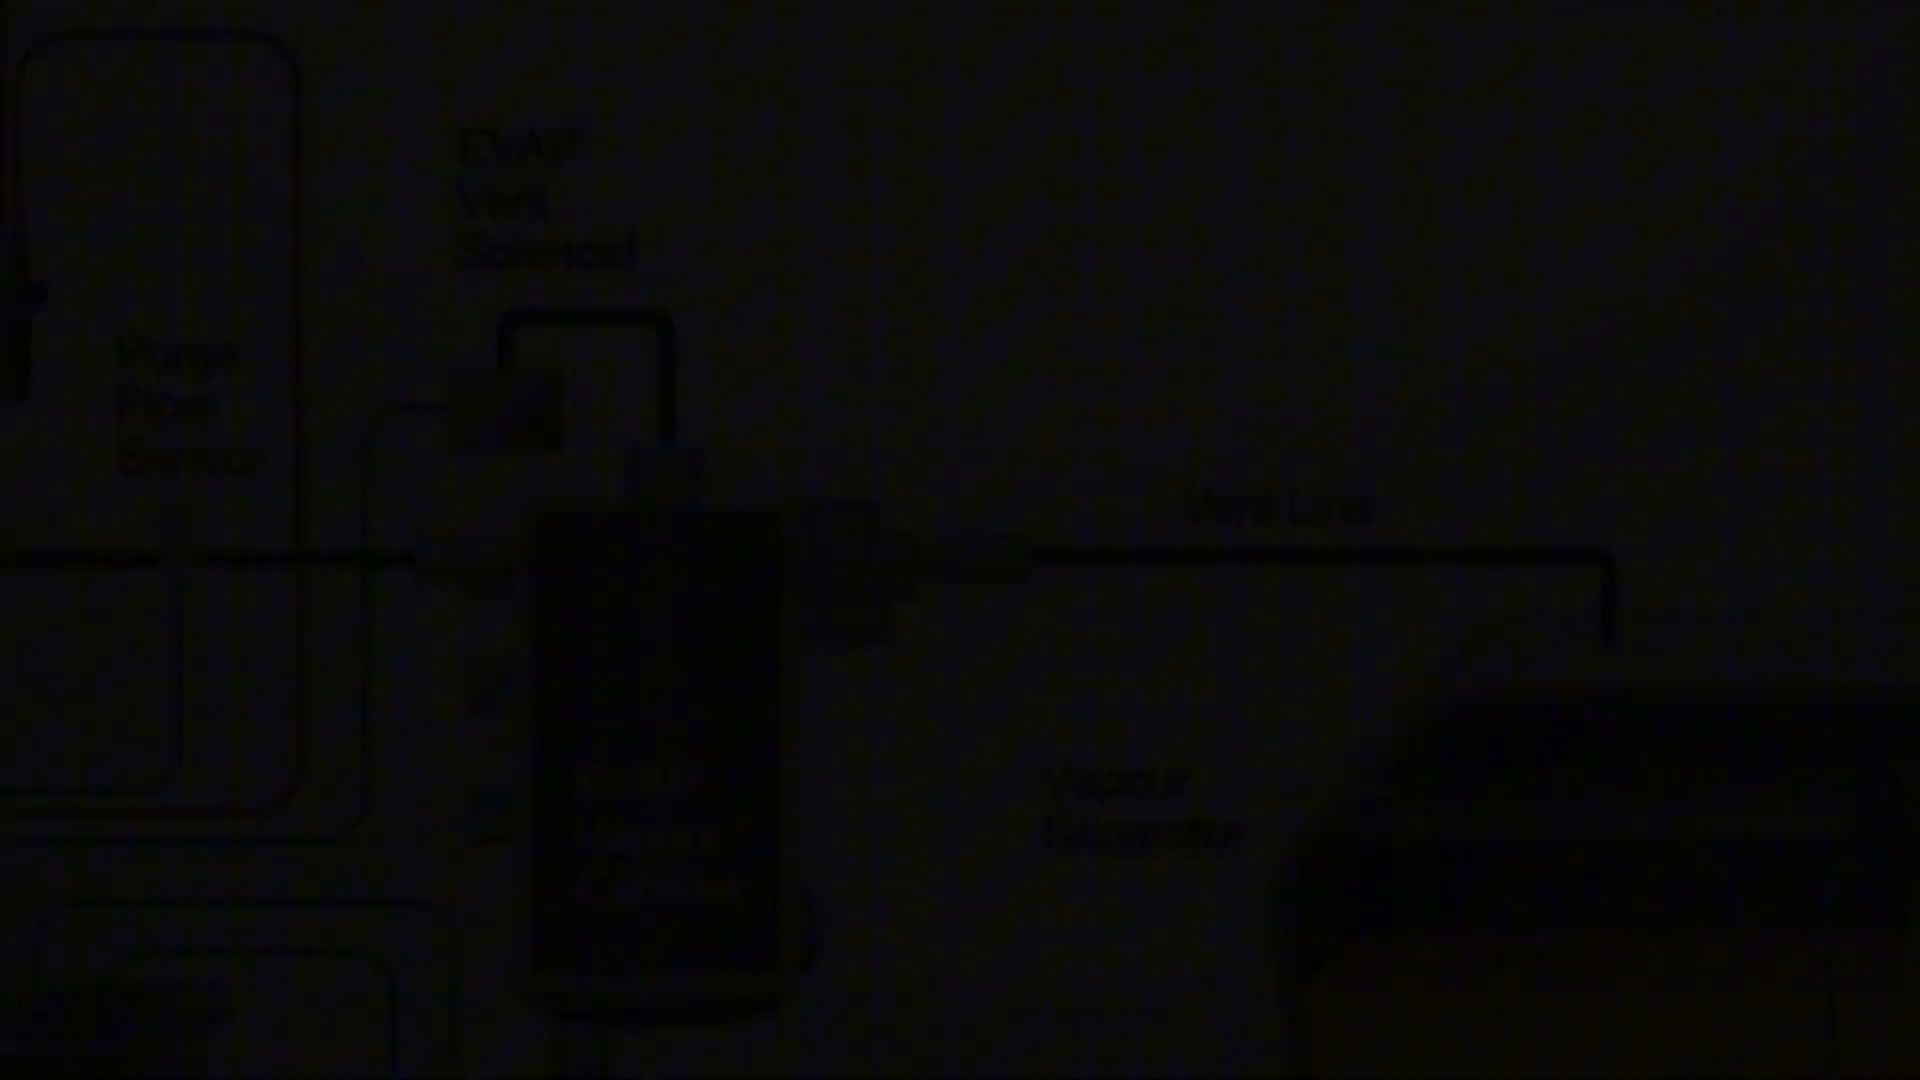 EVAP
Vent
Solenoid
Purge
Flow
Sensor
Vent Line
Vapour
Separator